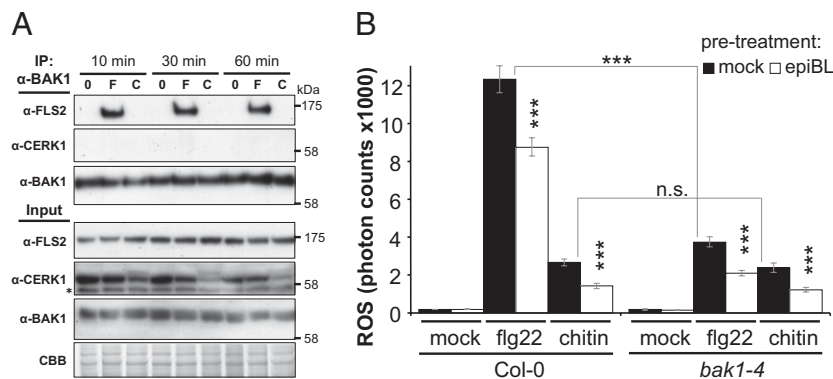 A
IP: 10 min 30 min 60 min
α-BAK1 0 F C 0 F C 0 F C kDa
α-FLS2 175
α-CERK1
58
α-BAK1
58
Input
α-FLS2 175
α-CERK1 58
*
α-BAK1
58
CBB
B
pre-treatment:
mock epiBL
ROS (photon counts x1000)
12
10
8
6
4
2
0
***
***
n.s.
***
***
***
mock flg22 chitin mock flg22 chitin
Col-0 bak1-4